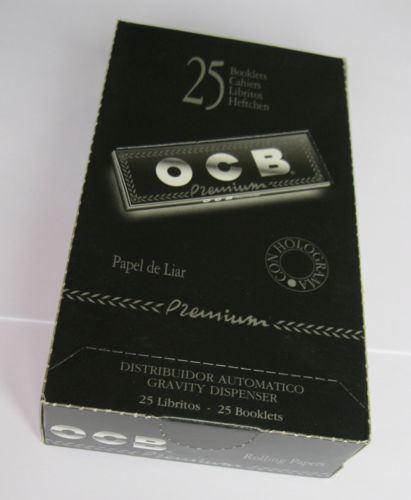 25 Booklets
Cahiers
Libritos
Heftchen
OCB®
Premium
OCB
Papel de Liar
CON HOLOGRAMA
Premium
DISTRIBUIDOR AUTOMATICO
GRAVITY DISPENSER
25 Libritos - 25 Booklets
OCB
Rolling Papers